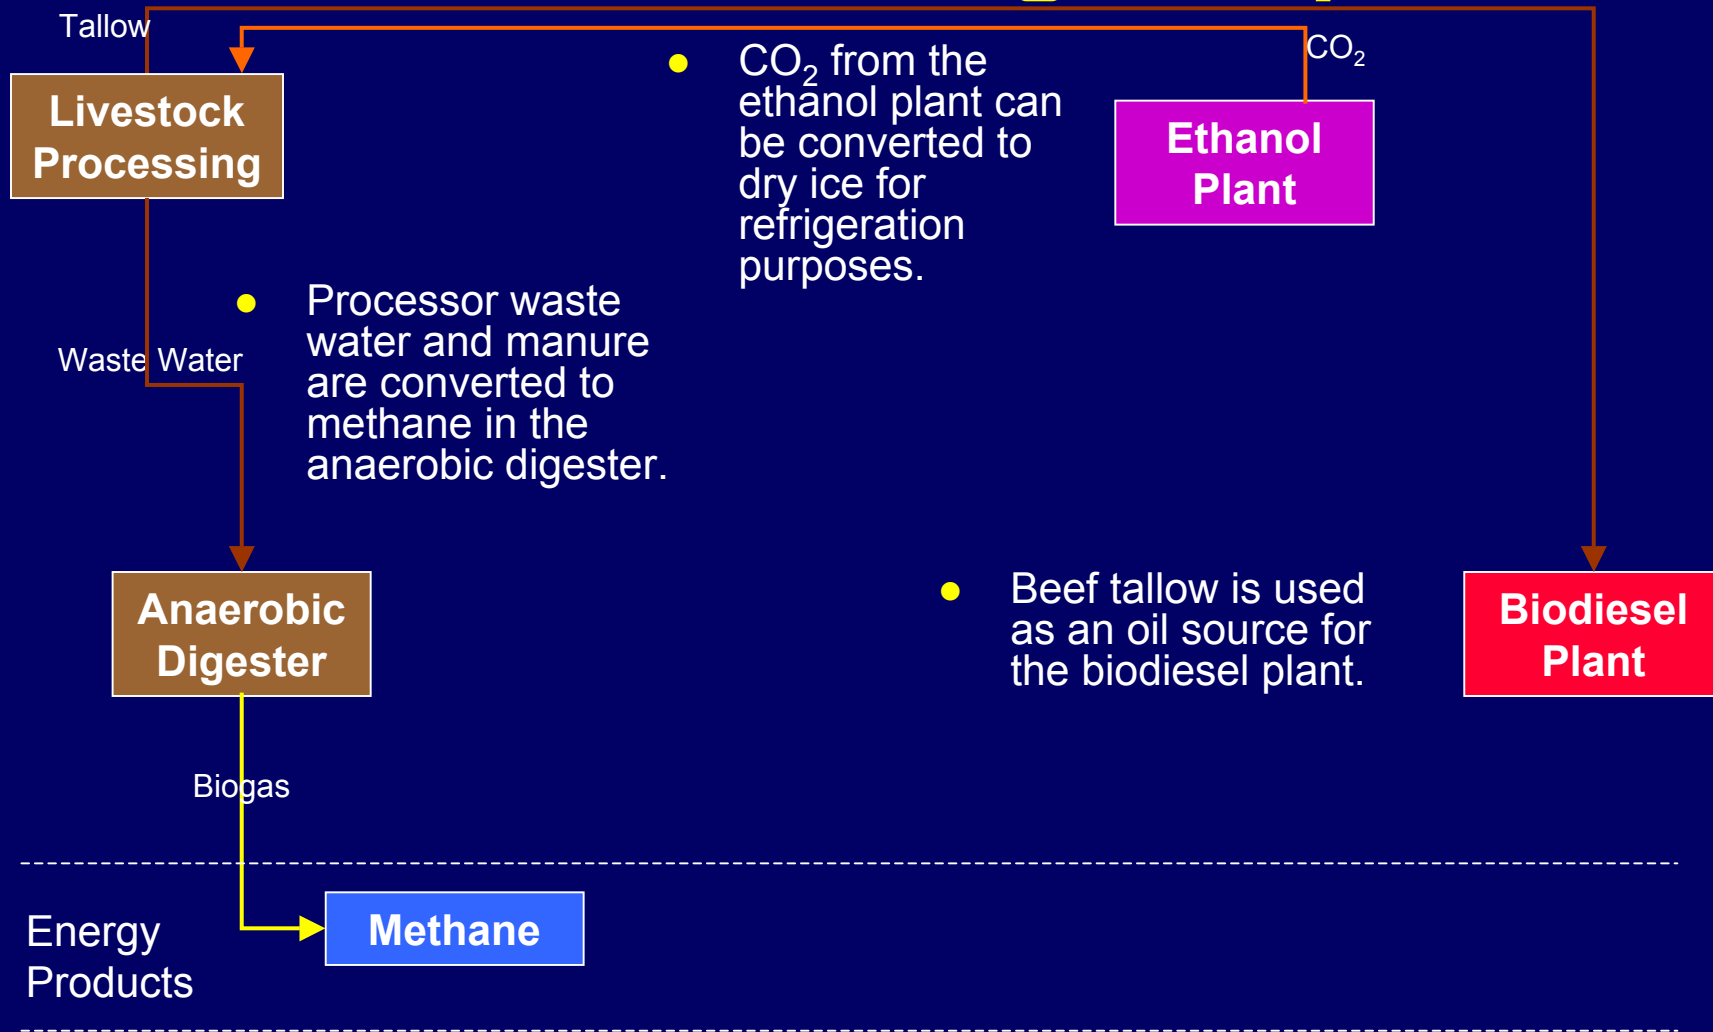 Tallow
CO₂
Livestock
Processing
● CO₂ from the
ethanol plant can
be converted to
dry ice for
refrigeration
purposes.
Ethanol
Plant
● Processor waste
water and manure
are converted to
methane in the
anaerobic digester.
Waste Water
Anaerobic
Digester
● Beef tallow is used
as an oil source for
the biodiesel plant.
Biodiesel
Plant
Biogas
Energy
Products
Methane